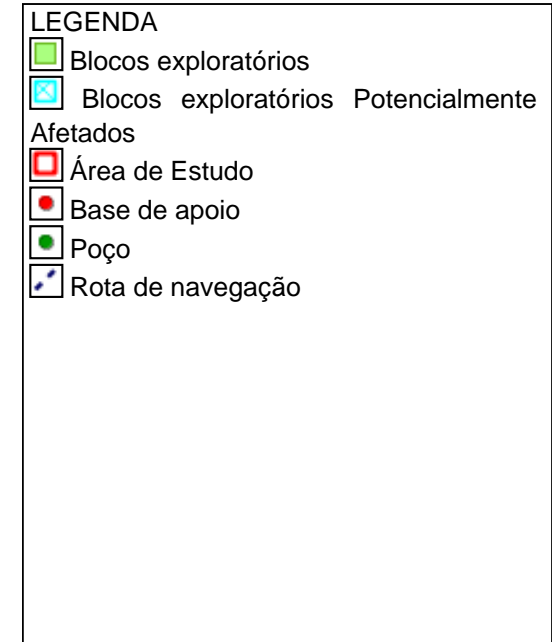 LEGENDA
Blocos exploratórios
Blocos exploratórios Potencialmente
Afetados
Área de Estudo
Base de apoio
Poço
Rota de navegação